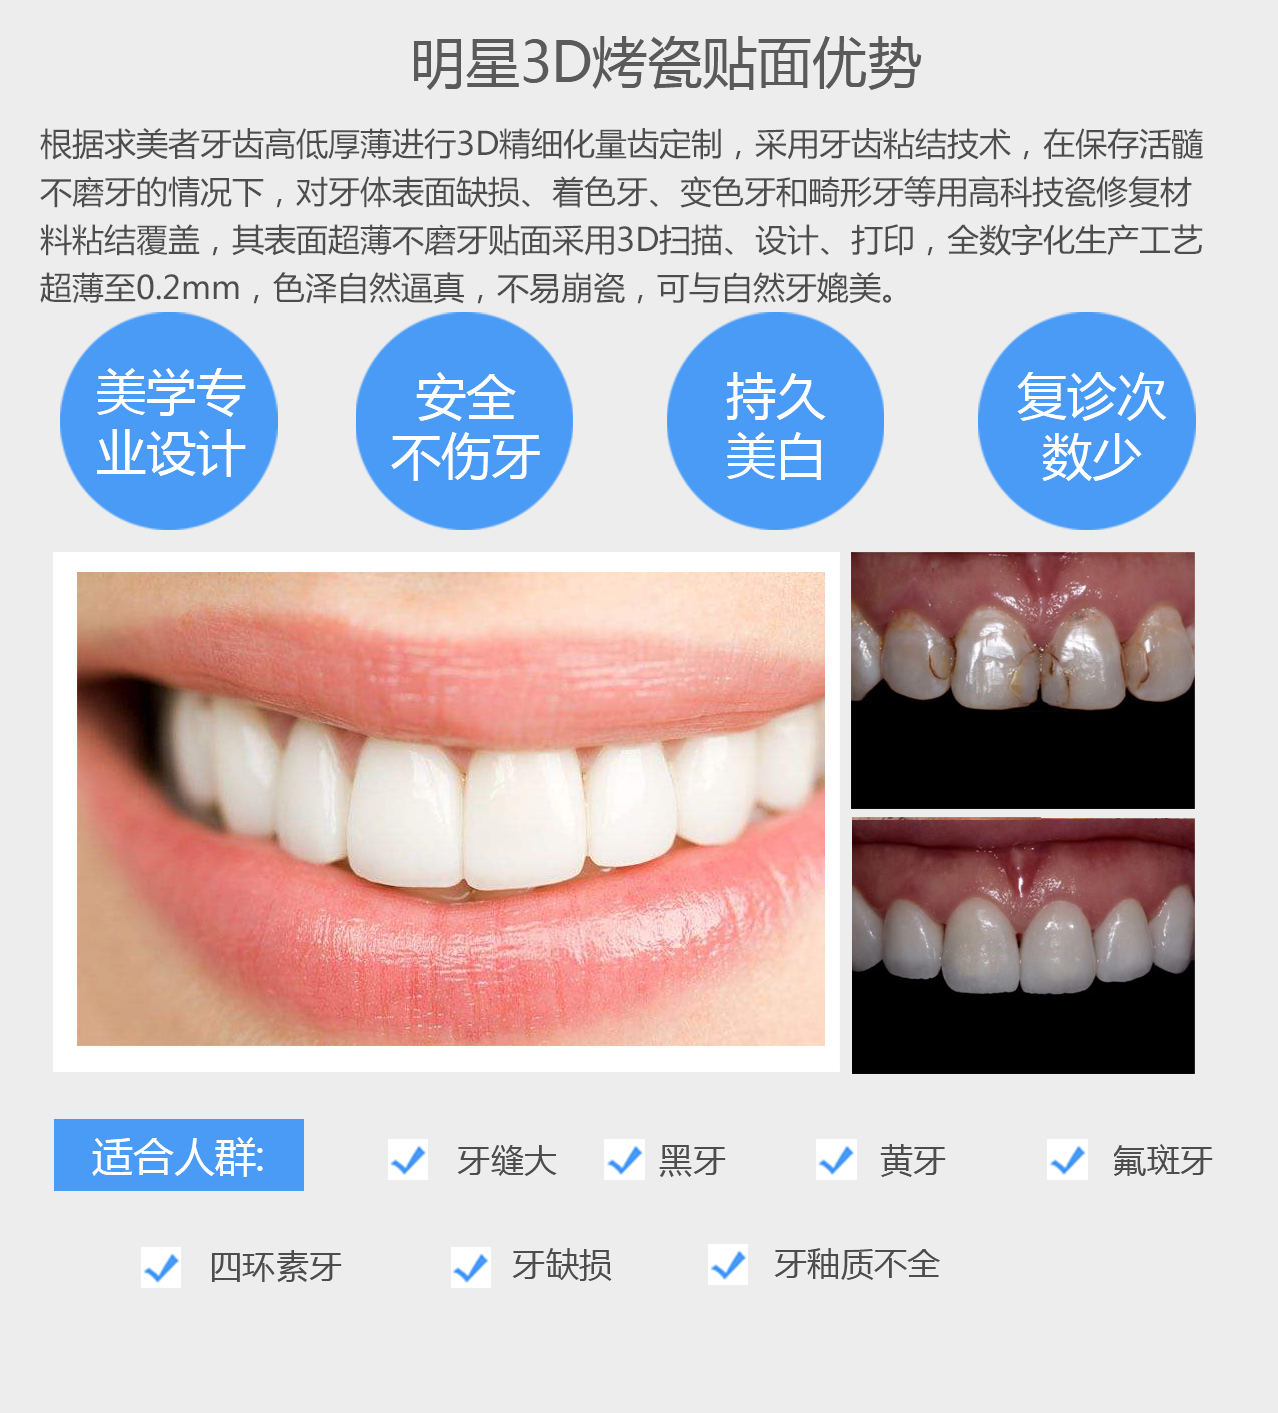 明星3D烤瓷贴面优势
根据求美者牙齿高低厚薄进行3D精细化量齿定制，采用牙齿粘结技术，在保存活髓
不磨牙的情况下，对牙体表面缺损、着色牙、变色牙和畸形牙等用高科技瓷修复材
料粘结覆盖，其表面超薄不磨牙贴面采用3D扫描、设计、打印，全数字化生产工艺
超薄至0.2mm，色泽自然逼真，不易崩瓷，可与自然牙媲美。
美学专
业设计
安全
不伤牙
持久
美白
复诊次
数少
适合人群:
牙缝大
黑牙
黄牙
氟斑牙
四环素牙
牙缺损
牙釉质不全